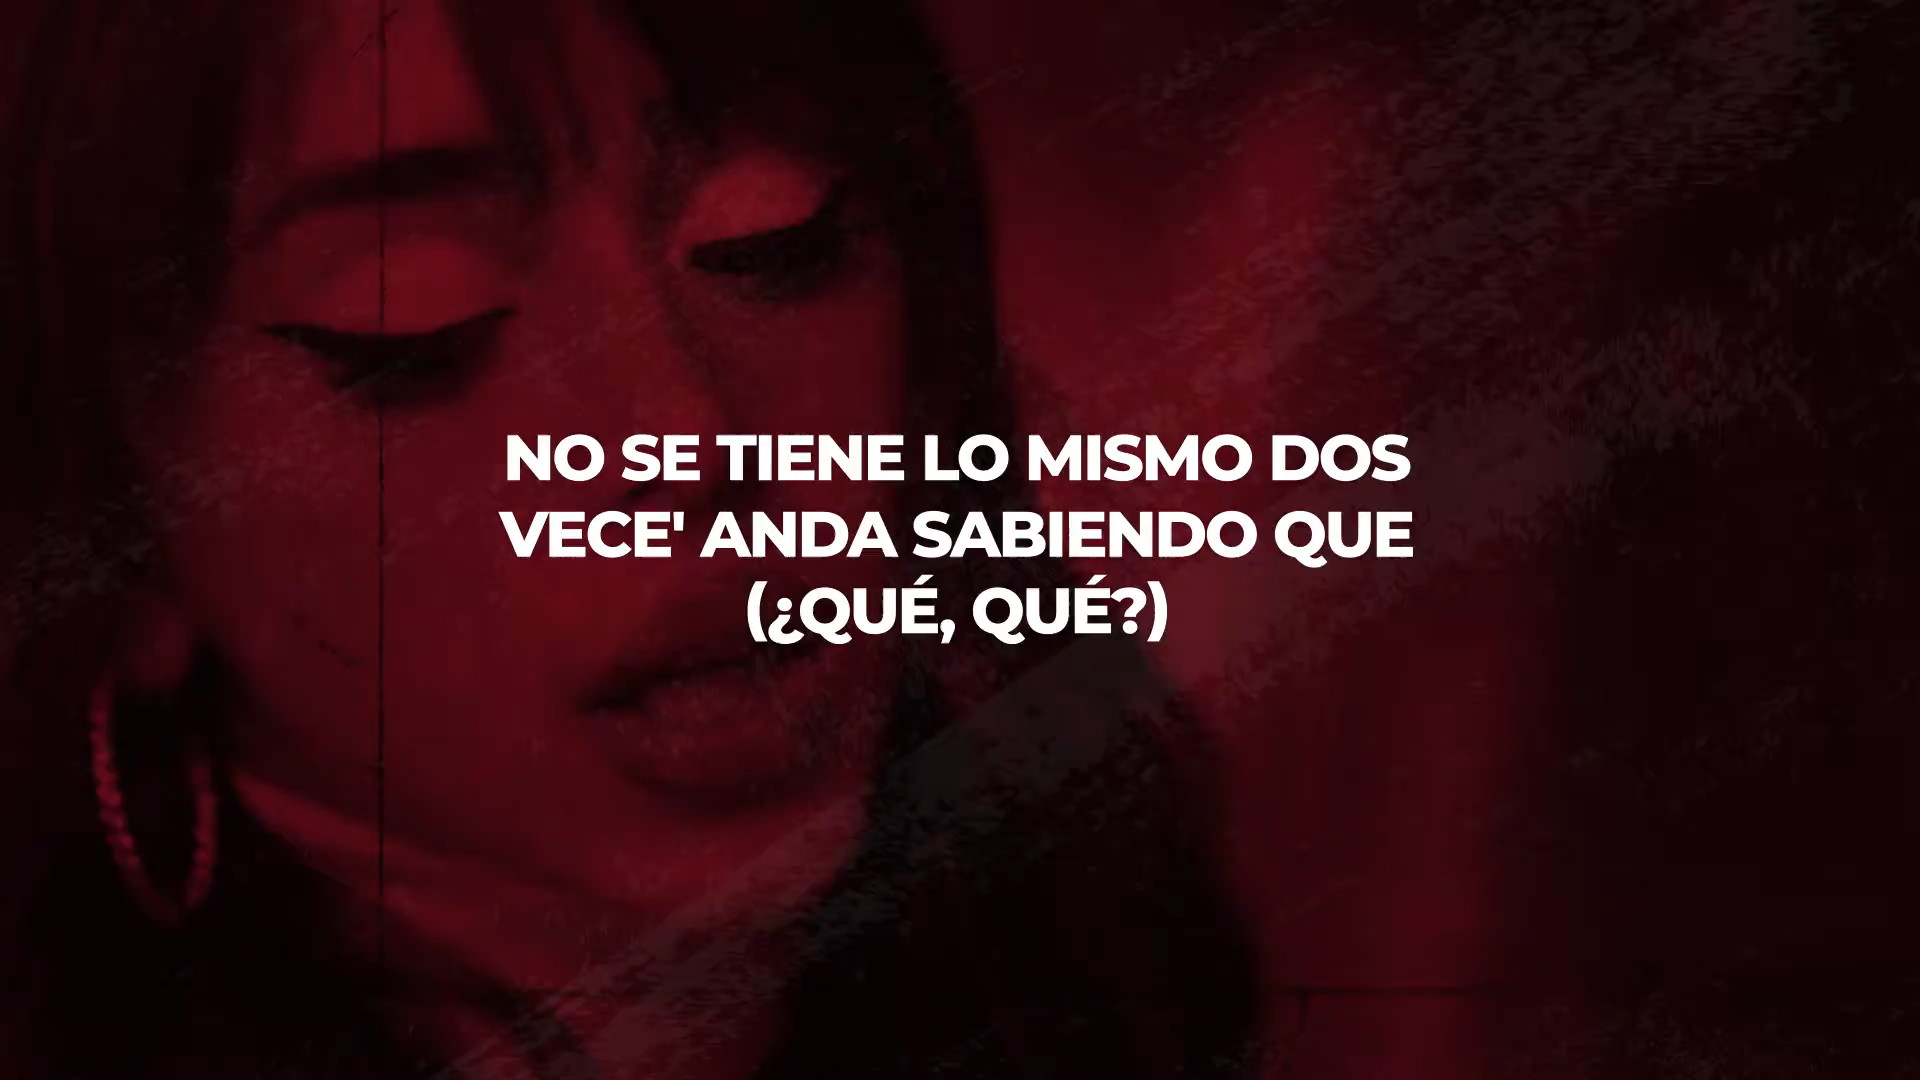 NO SE TIENE LO MISMO DOS
VECE' ANDA SABIENDO QUE
(¿QUÉ, QUÉ?)